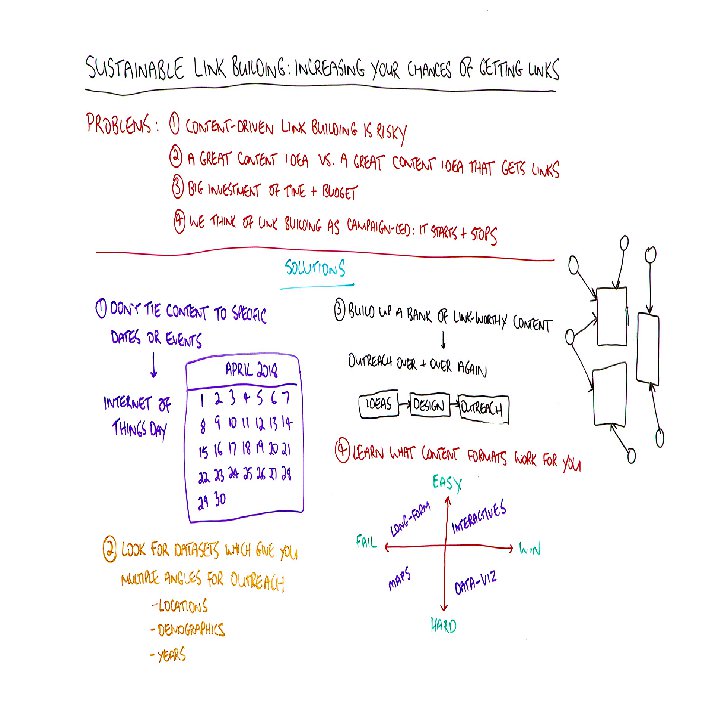 SUSTAINABLE LINK BUILDING: INCREASING YOUR CHANCES OF GETTING LINKS
PROBLEMS: ① CONTENT-DRIVEN LINK BUILDING IS RISKY
② A GREAT CONTENT IDEA VS. A GREAT CONTENT IDEA THAT GETS LINKS
③ BIG INVESTMENT OF TIME + BUDGET
④ WE THINK OF LINK BUILDING AS CAMPAIGN-LED: IT STARTS + STOPS
SOLUTIONS
① DON'T TIE CONTENT TO SPECIFIC
DATES OR EVENTS
INTERNET OF
THINGS DAY
APRIL 2018
1 2 3 4 5 6 7
8 9 10 11 12 13 14
15 16 17 18 19 20 21
22 23 24 25 26 27 28
29 30
② LOOK FOR DATASETS WHICH GIVE YOU
MULTIPLE ANGLES FOR OUTREACH
-LOCATIONS
-DEMOGRAPHICS
-YEARS
③ BUILD UP A BANK OF LINK-WORTHY CONTENT
OUTREACH OVER + OVER AGAIN
IDEAS DESIGN OUTREACH
④ LEARN WHAT CONTENT FORMATS WORK FOR YOU
EASY
LONG-FORM INTERACTIVES
FAIL WIN
MAPS DATA-VIZ
HARD